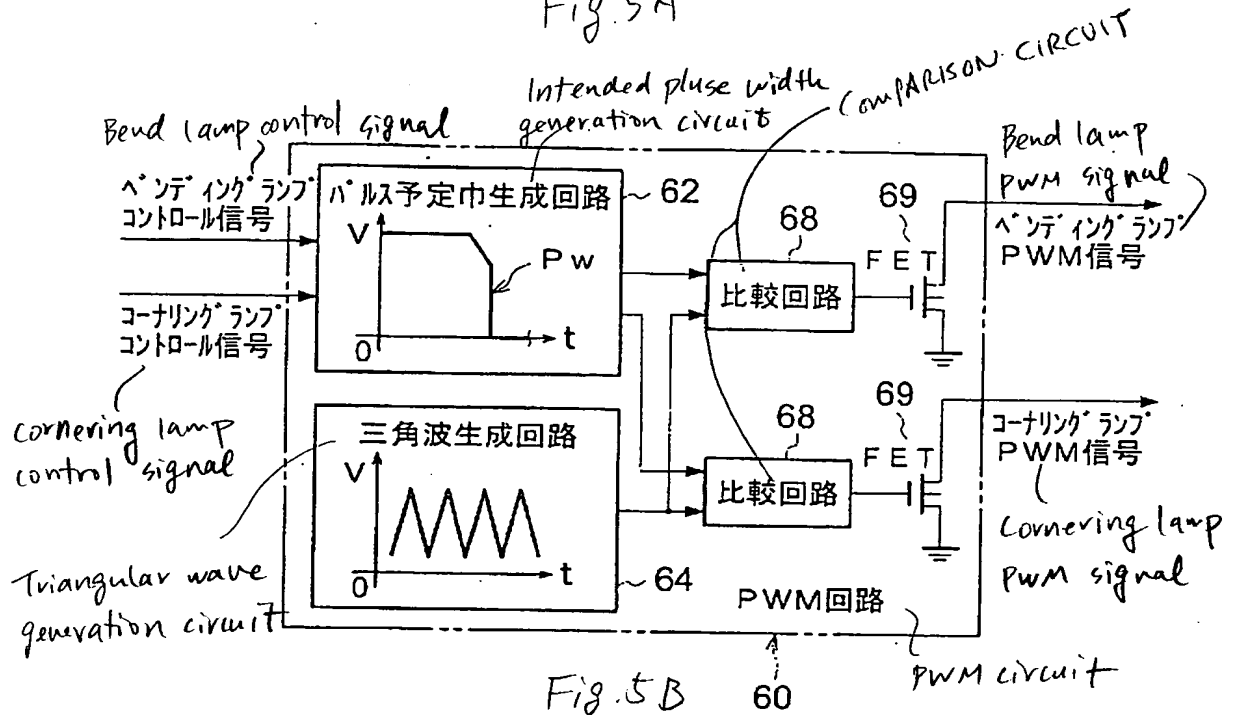 Fig. 5A
COMPARISON CIRCUIT
Intended pluse width
generation circuit
Bend lamp control signal
Bend lamp
PWM signal
ベンディングランプ
コントロール信号
パルス予定巾生成回路
62
V
Pw
0
t
コーナリングランプ
コントロール信号
cornering lamp
control signal
68
比較回路
69
FET
ベンディングランプ
PWM信号
三角波生成回路
V
0
t
64
Triangular wave
generation circuit
68
比較回路
69
FET
コーナリングランプ
PWM信号
Cornering lamp
PWM signal
PWM回路
PWM circuit
Fig. 5B
60